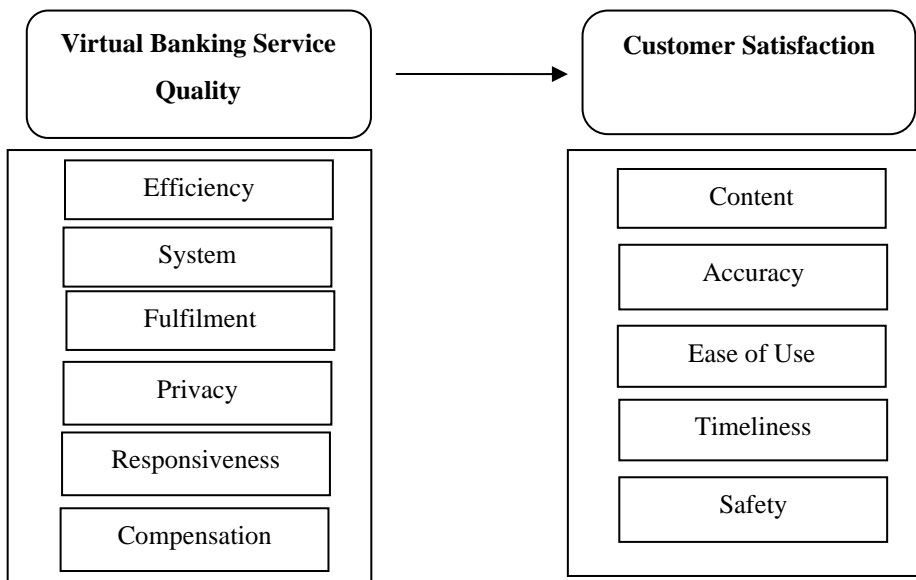 Virtual Banking Service
Quality
Customer Satisfaction
Efficiency
System
Fulfilment
Privacy
Responsiveness
Compensation
Content
Accuracy
Ease of Use
Timeliness
Safety